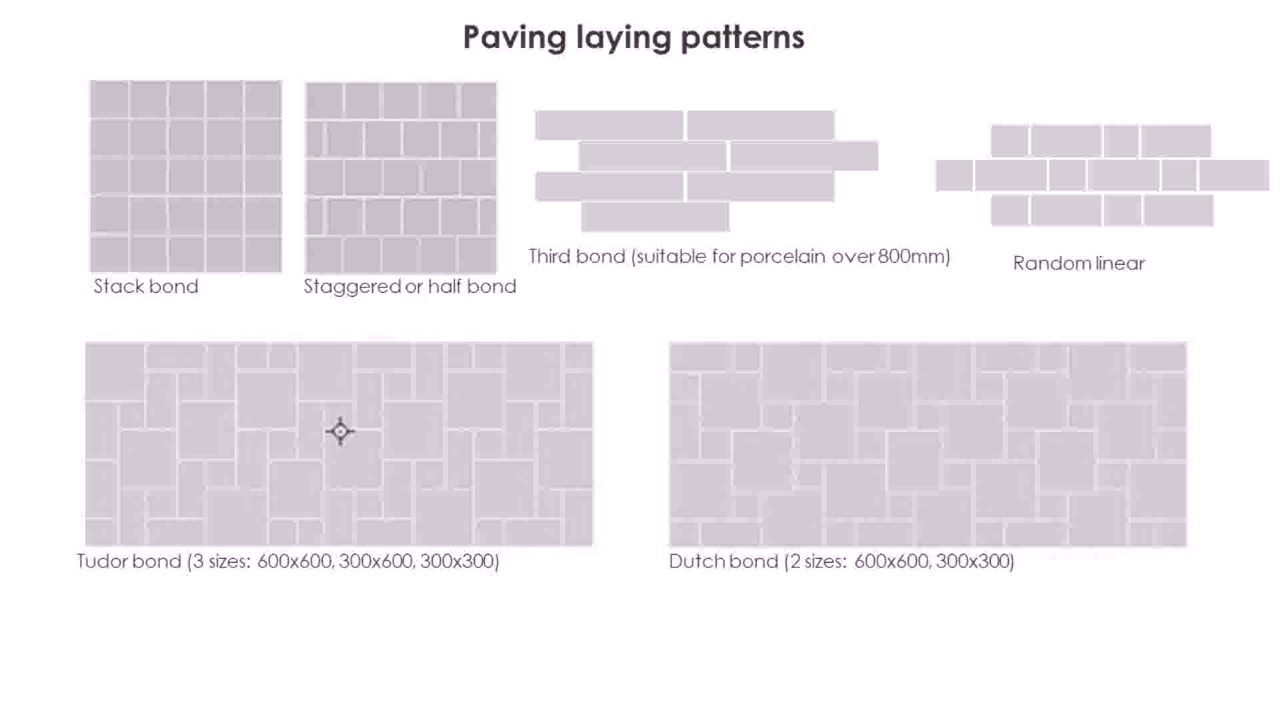 Paving laying patterns
Stack bond
Staggered or half bond
Third bond (suitable for porcelain over 800mm)
Random linear
Tudor bond (3 sizes: 600x600, 300x600, 300x300)
Dutch bond (2 sizes: 600x600, 300x300)